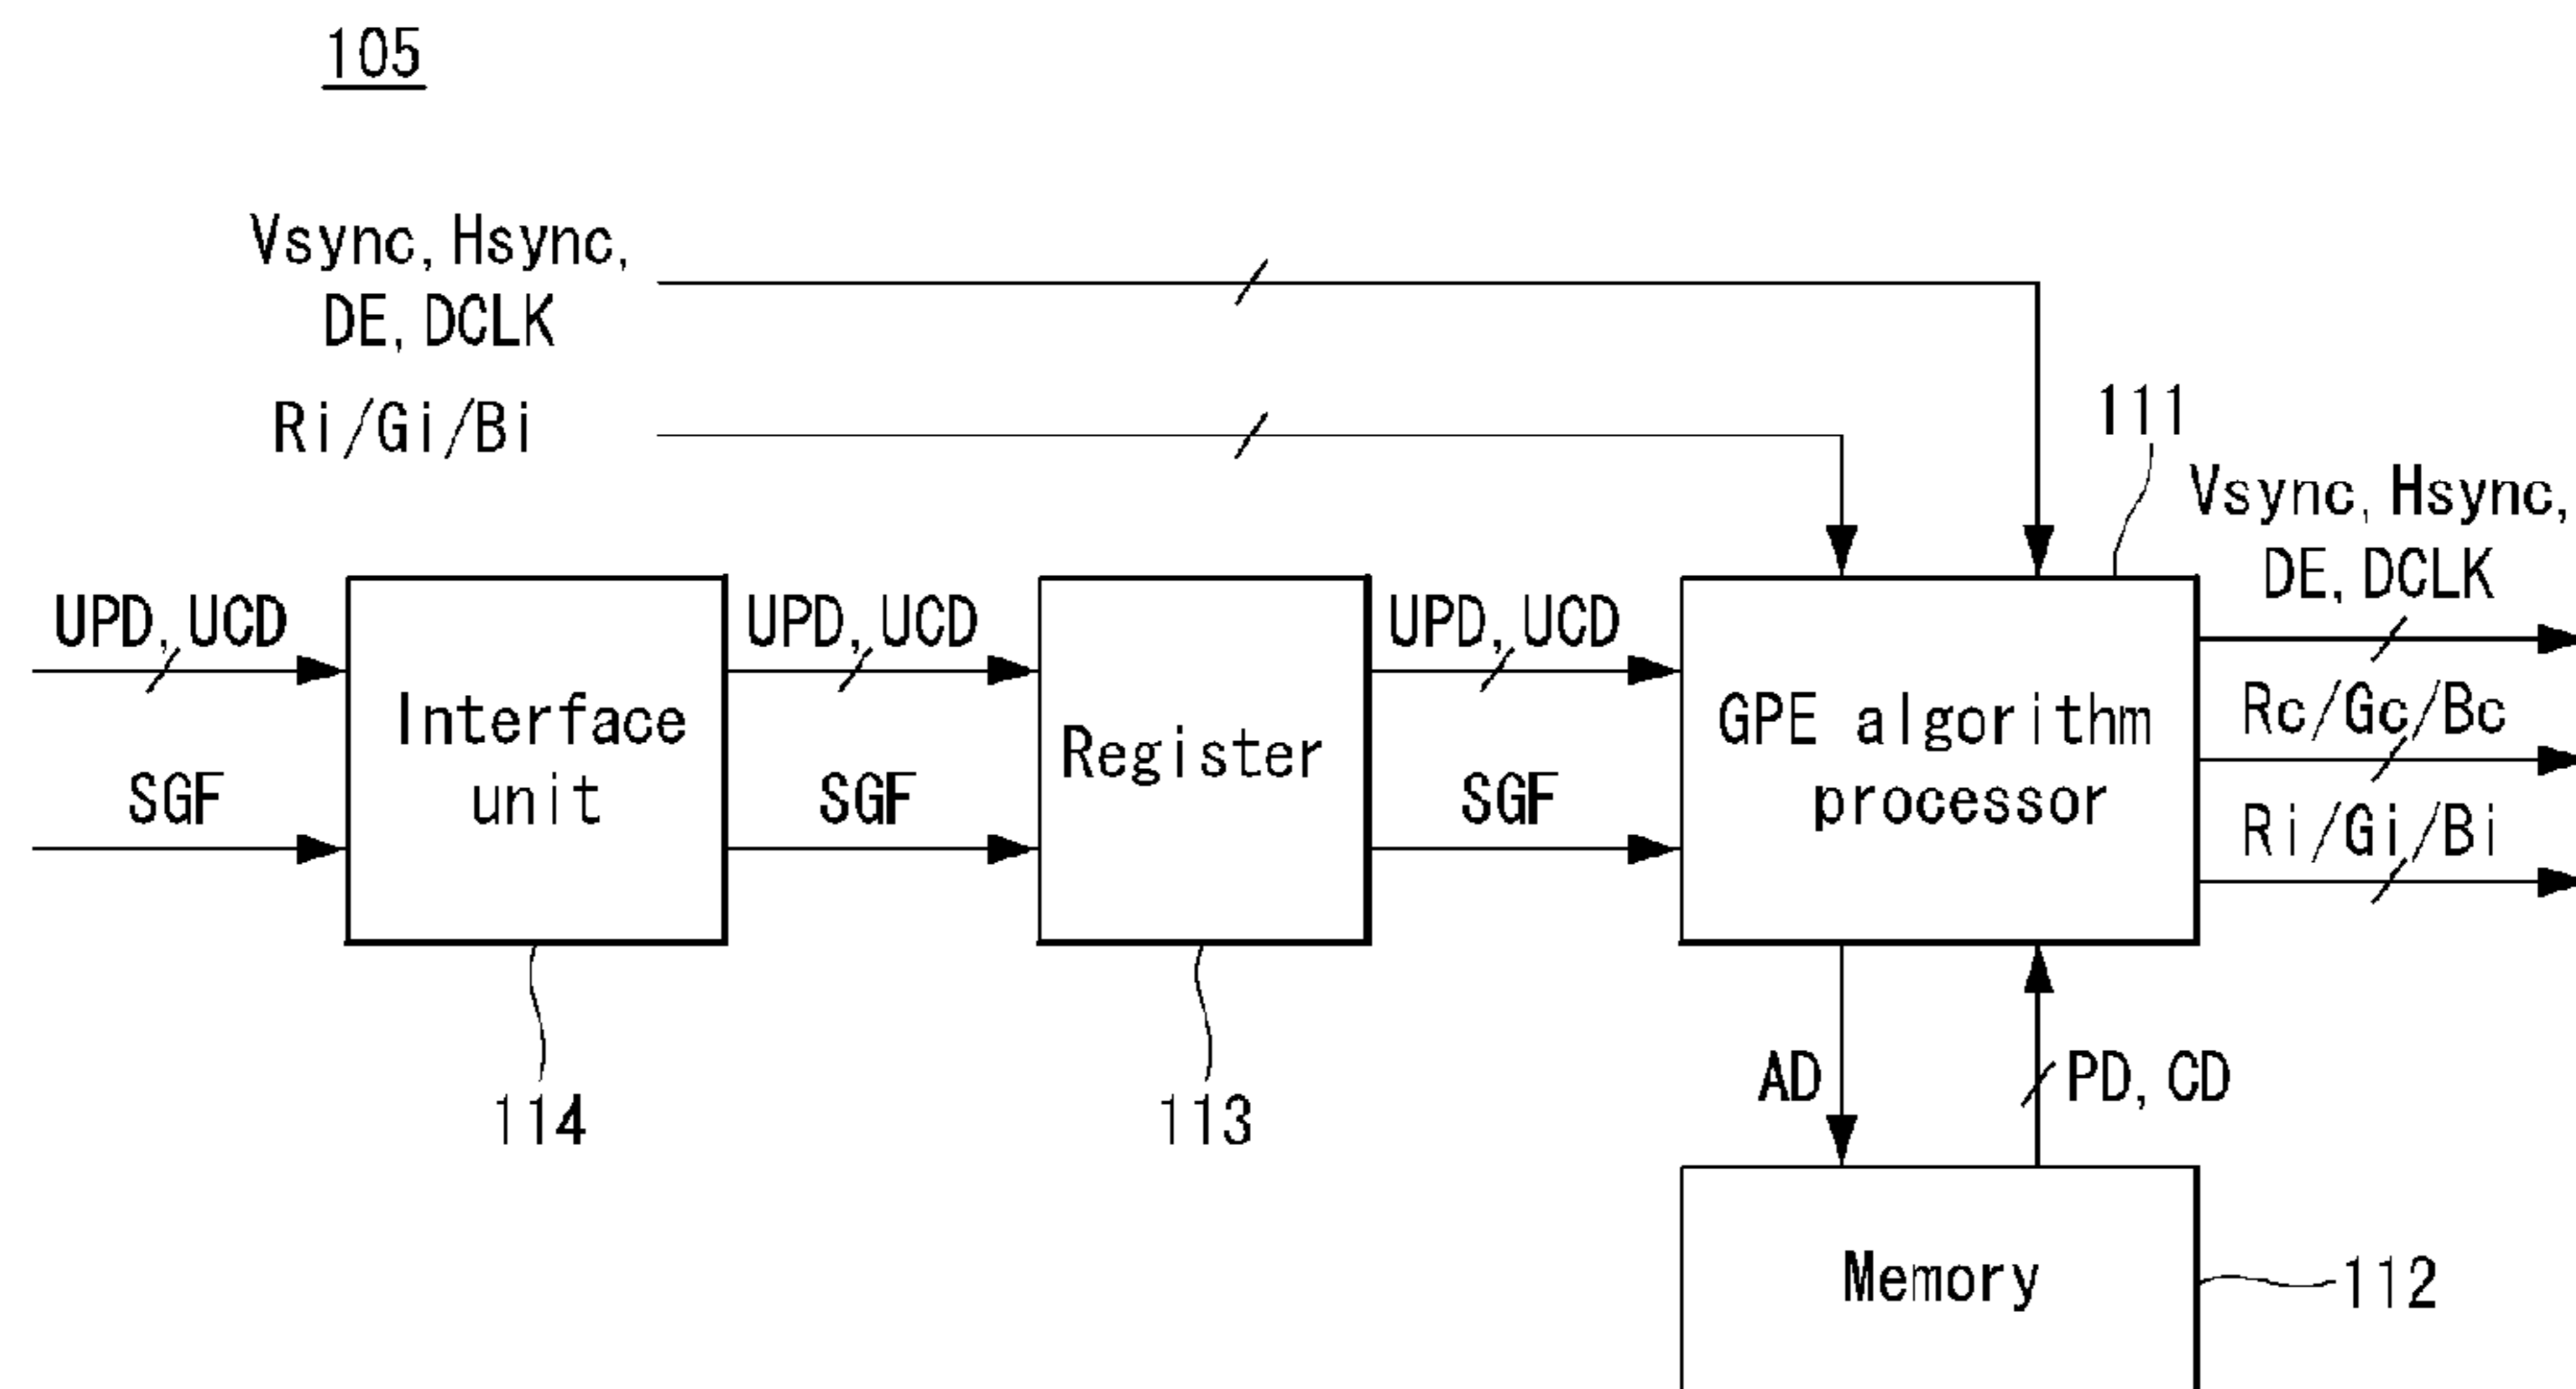 105
Vsync, Hsync,
DE, DCLK
Ri/Gi/Bi
111
Vsync, Hsync,
DE, DCLK
UPD, UCD
UPD, UCD
UPD, UCD
Interface
unit
Register
GPE algorithm
processor
Rc/Gc/Bc
SGF
SGF
SGF
Ri/Gi/Bi
114
113
AD
PD, CD
Memory
112